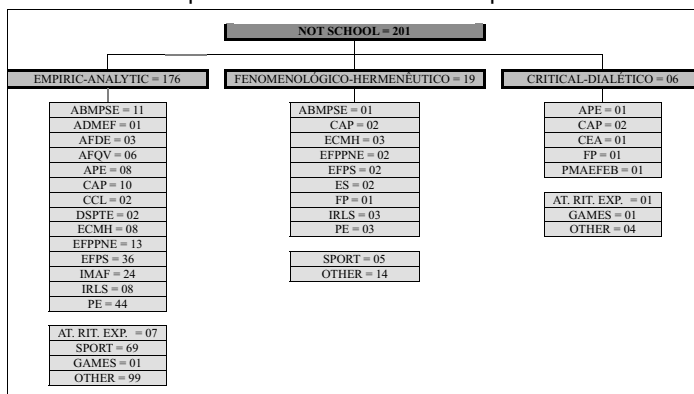 NOT SCHOOL = 201
EMPIRIC-ANALYTIC = 176
ABMPSE = 11
ADMEF = 01
AFDE = 03
AFQV = 06
APE = 08
CAP = 10
CCL = 02
DSPTE = 02
ECMH = 08
EFPPNE = 13
EFPS = 36
IMAF = 24
IRLS = 08
PE = 44
AT. RIT. EXP. = 07
SPORT = 69
GAMES = 01
OTHER = 99
FENOMENOLÓGICO-HERMENÊUTICO = 19
ABMPSE = 01
CAP = 02
ECMH = 03
EFPPNE = 02
EFPS = 02
ES = 02
FP = 01
IRLS = 03
PE = 03
SPORT = 05
OTHER = 14
CRITICAL-DIALÉTICO = 06
APE = 01
CAP = 02
CEA = 01
FP = 01
PMAEFEB = 01
AT. RIT. EXP. = 01
GAMES = 01
OTHER = 04